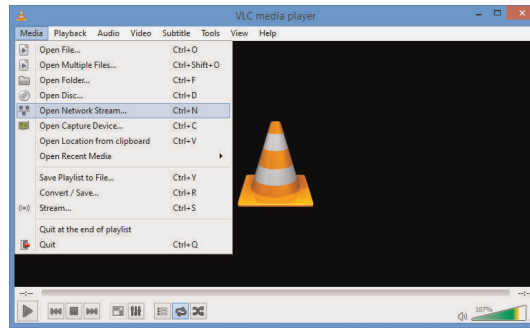 VLC media player
Media Playback Audio Video Subtitle Tools View Help
Open File... Ctrl+O
Open Multiple Files... Ctrl+Shift+O
Open Folder... Ctrl+F
Open Disc... Ctrl+D
Open Network Stream... Ctrl+N
Open Capture Device... Ctrl+C
Open Location from clipboard Ctrl+V
Open Recent Media
Save Playlist to File... Ctrl+Y
Convert / Save... Ctrl+R
Stream... Ctrl+S
Quit at the end of playlist
Quit Ctrl+Q
--:-- --:--
107%